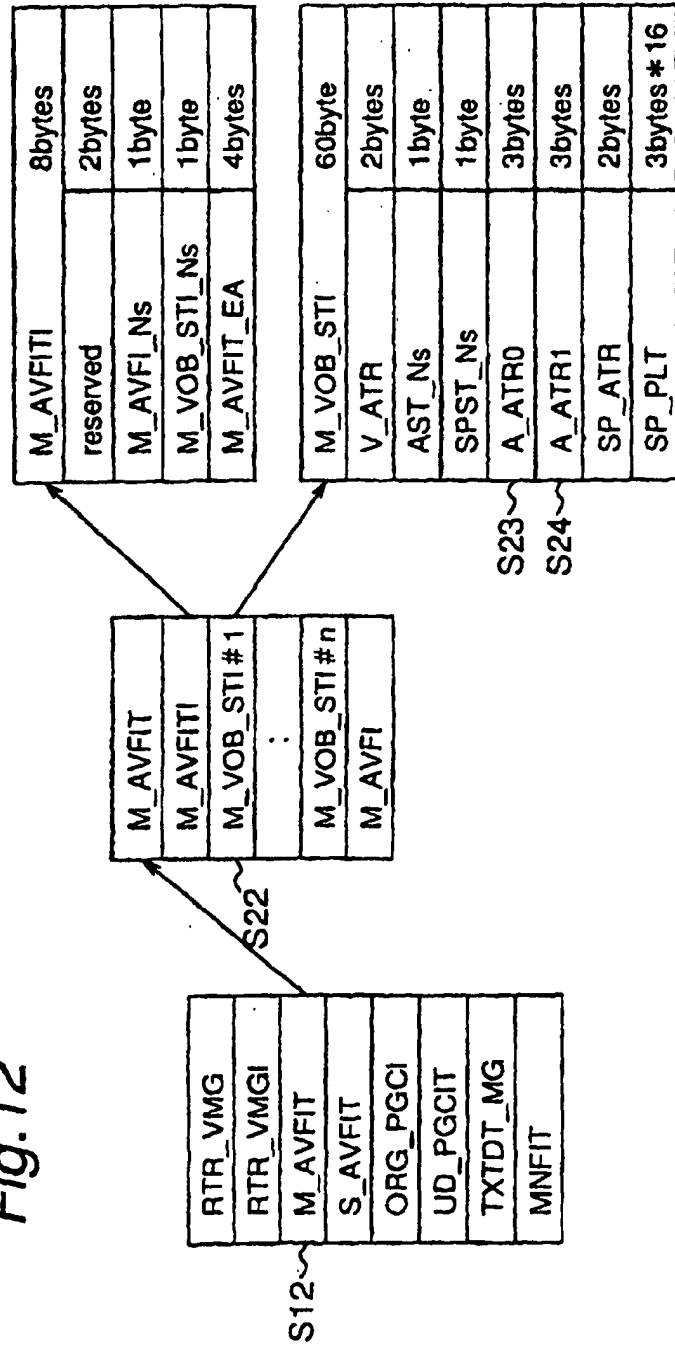 Fig.12
RTR_VMG
RTR_VMGI
S12 M_AVFIT
S_AVFIT
ORG_PGCI
UD_PGCIT
TXTDT_MG
MNFIT
M_AVFIT
M_AVFITI
S22 M_VOB_STI#1
:
M_VOB_STI#n
M_AVFI
M_AVFITI 8bytes
reserved 2bytes
M_AVFI_Ns 1byte
M_VOB_STI_Ns 1byte
M_AVFIT_EA 4bytes
M_VOB_STI 60byte
V_ATR 2bytes
AST_Ns 1byte
SPST_Ns 1byte
S23 A_ATR0 3bytes
S24 A_ATR1 3bytes
SP_ATR 2bytes
SP_PLT 3bytes*16